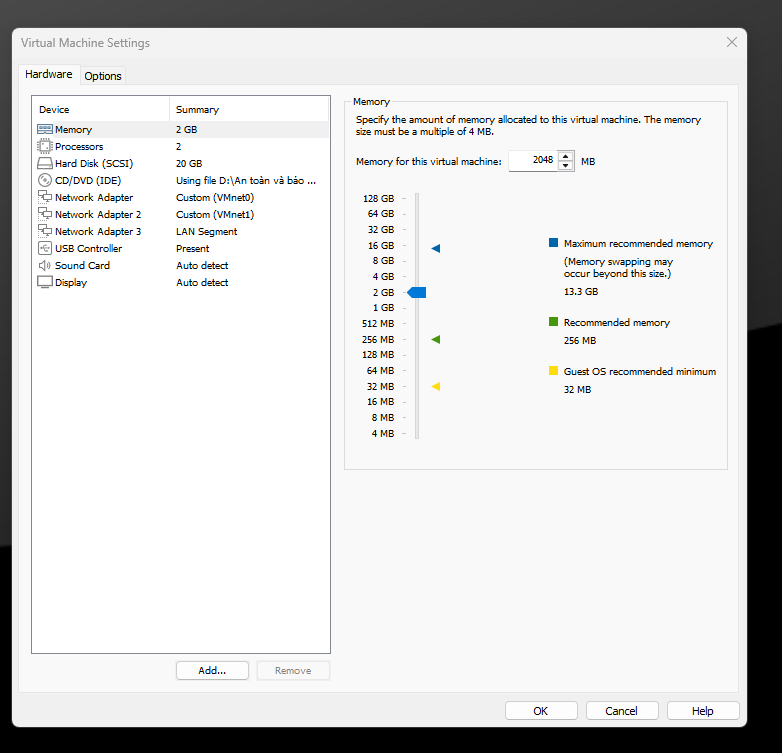 Virtual Machine Settings
Hardware Options
Device Summary
Memory 2 GB
Processors 2
Hard Disk (SCSI) 20 GB
CD/DVD (IDE) Using file D:\An toàn và bảo ...
Network Adapter Custom (VMnet0)
Network Adapter 2 Custom (VMnet1)
Network Adapter 3 LAN Segment
USB Controller Present
Sound Card Auto detect
Display Auto detect
Add... Remove
Memory
Specify the amount of memory allocated to this virtual machine. The memory
size must be a multiple of 4 MB.
Memory for this virtual machine: 2048 MB
128 GB
64 GB
32 GB
16 GB
8 GB
4 GB
2 GB
1 GB
512 MB
256 MB
128 MB
64 MB
32 MB
16 MB
8 MB
4 MB
Maximum recommended memory
(Memory swapping may
occur beyond this size.)
13.3 GB
Recommended memory
256 MB
Guest OS recommended minimum
32 MB
OK Cancel Help